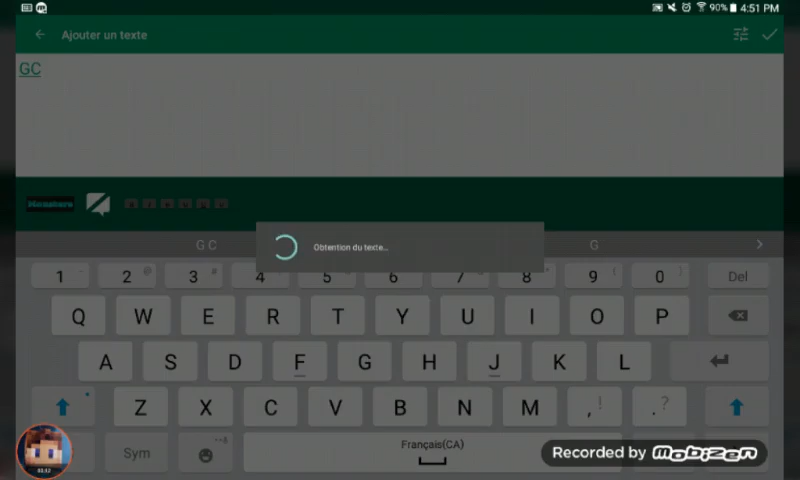 90% 4:51 PM
Ajouter un texte
GC
G C G
Obtention du texte...
1 2 3 4 5 6 7 8 9 0 Del
Q W E R T Y U I O P
A S D F G H J K L
Z X C V B N M , ! . ?
Sym Français(CA)
Recorded by MOBIZEN